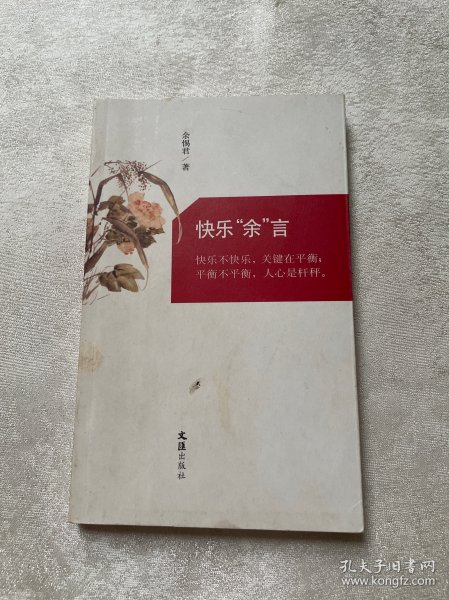 余惕君/著
快乐“余”言
快乐不快乐，关键在平衡；
平衡不平衡，人心是杆秤。
文匯出版社
孔夫子旧书网
www.kongfz.com